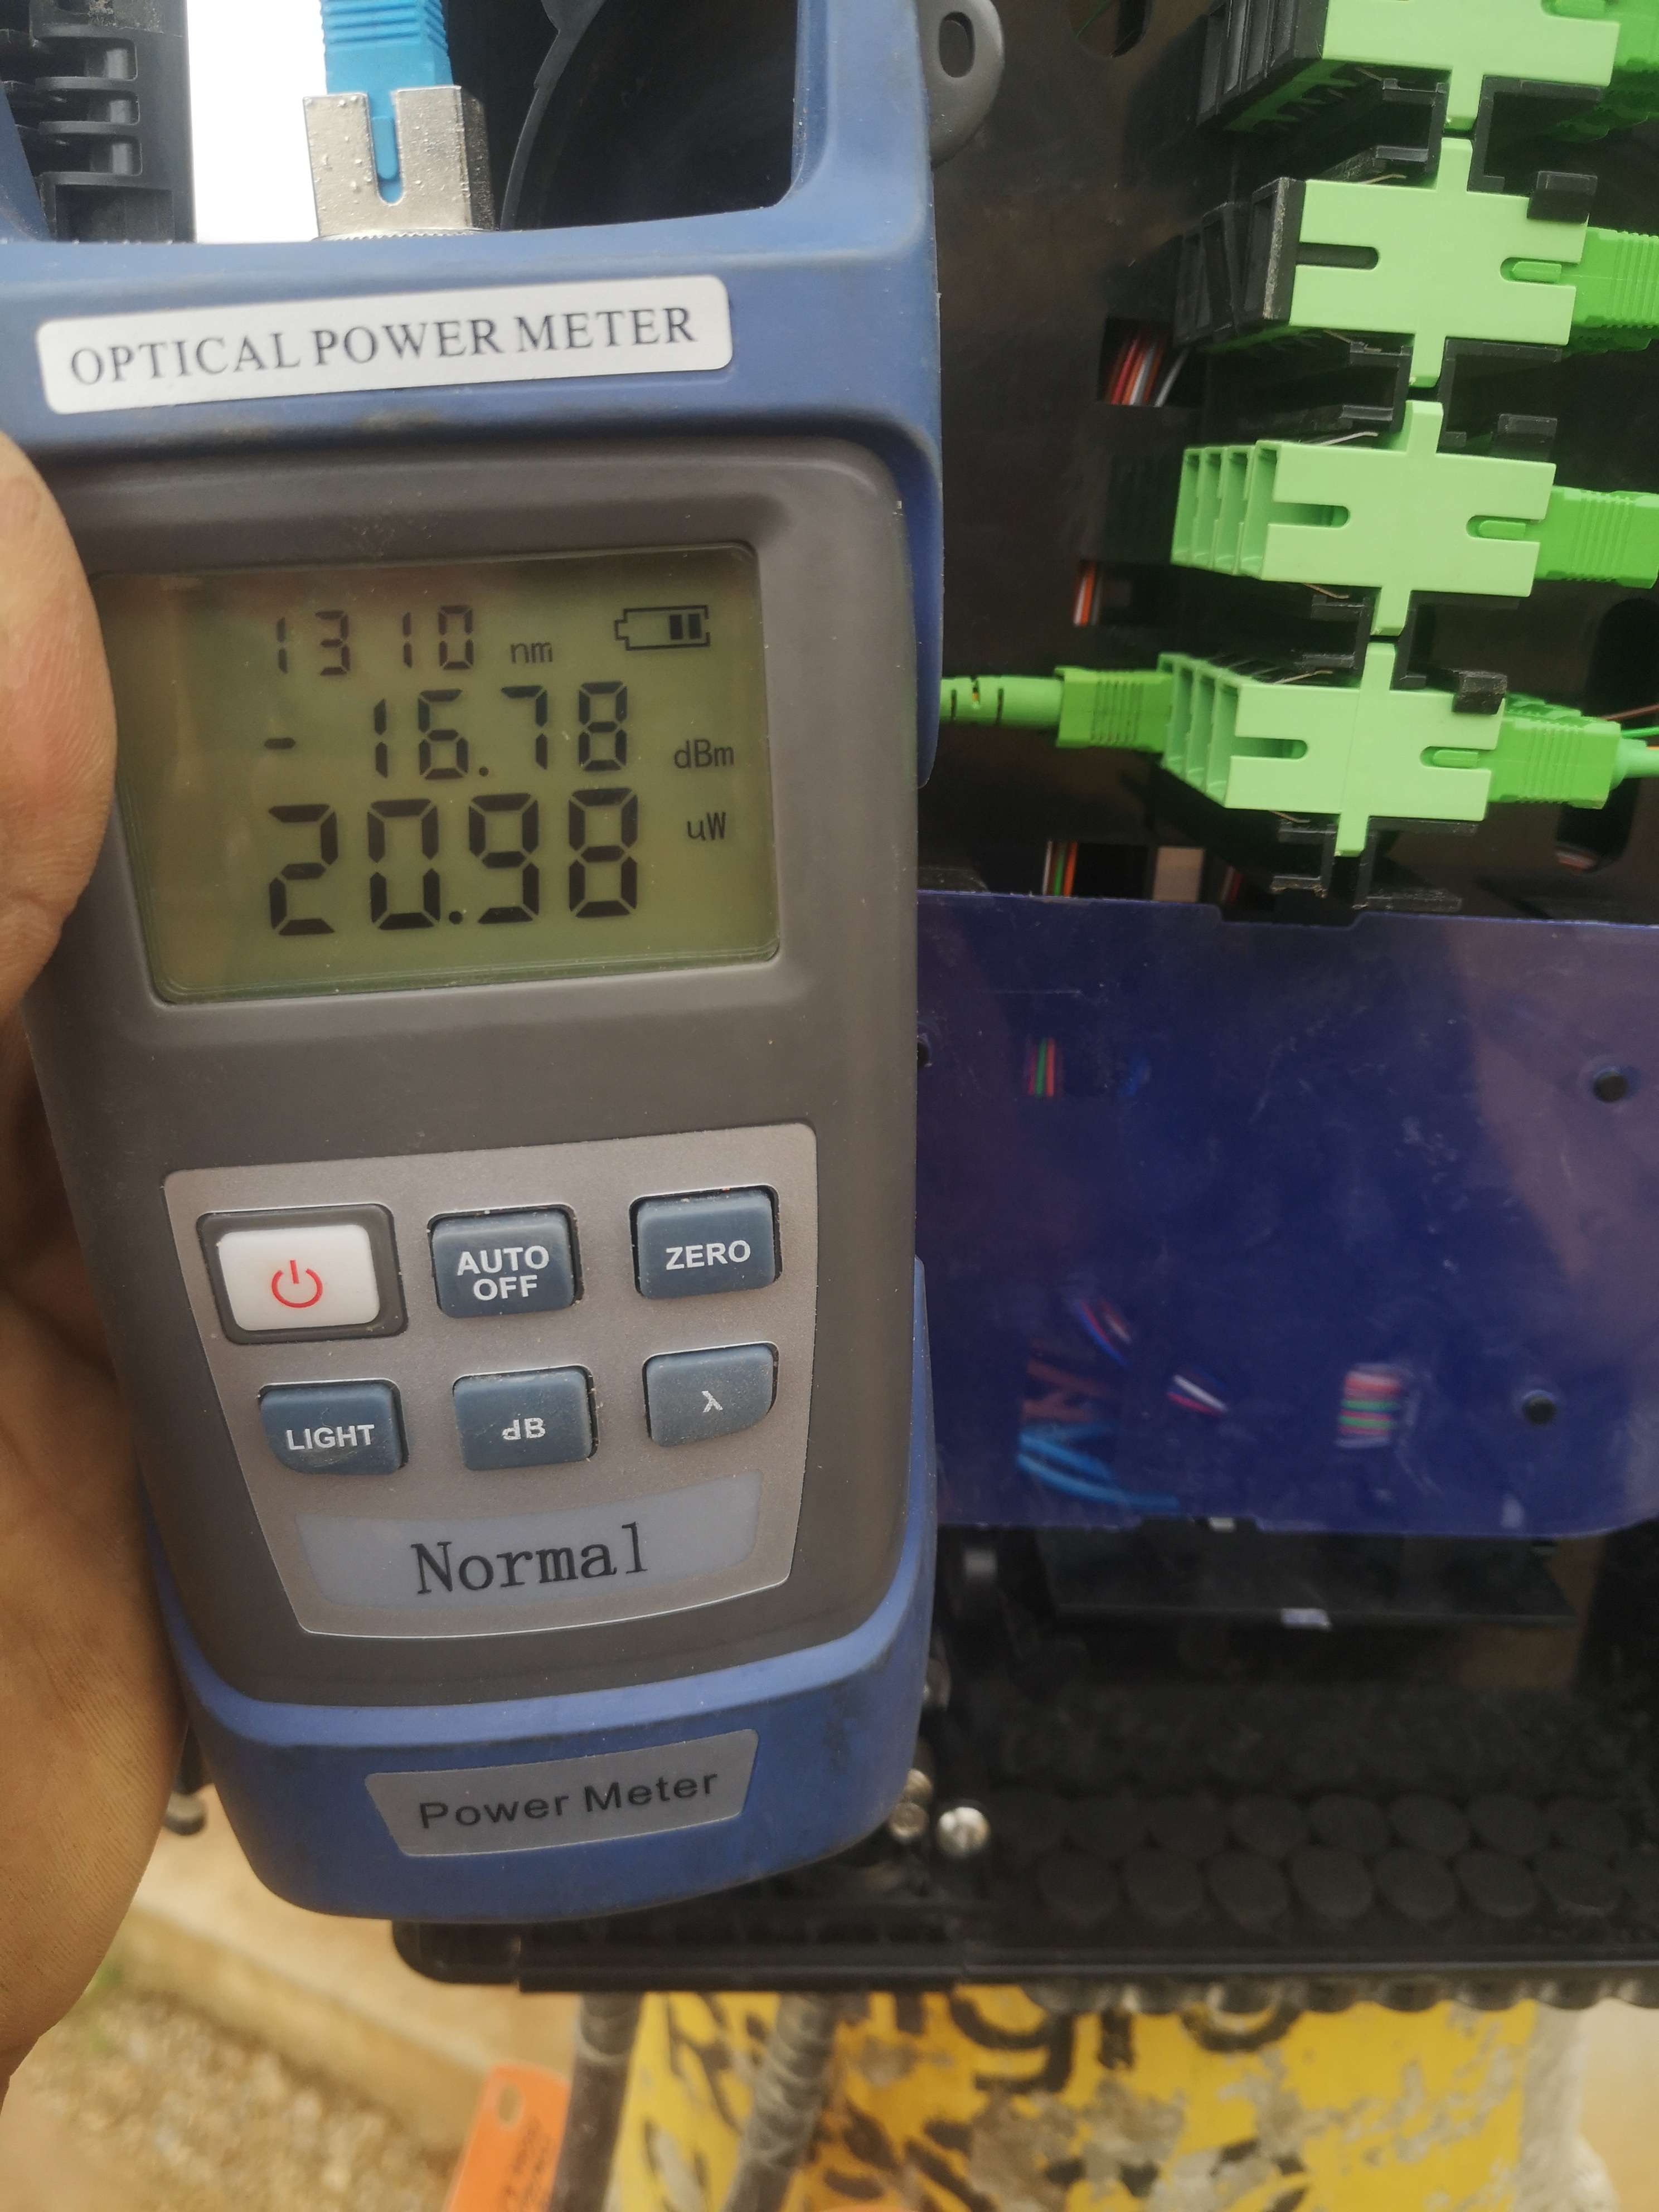 OPTICAL POWER METER
1310 nm
-16.78 dBm
20.98 uW
AUTO OFF
ZERO
LIGHT
dB
λ
Normal
Power Meter